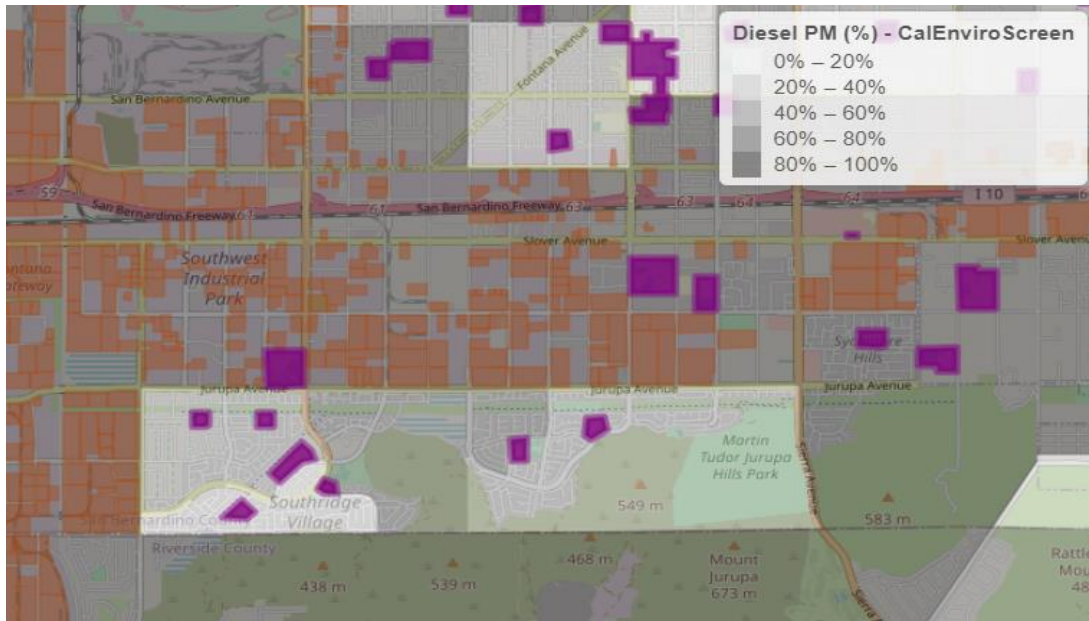 Diesel PM (%) - CalEnviroScreen
0% – 20%
20% – 40%
40% – 60%
60% – 80%
80% – 100%
Fontana Avenue
San Bernardino Avenue
59
San Bernardino Freeway
61
61
San Bernardino Freeway
63
63
64
64
I 10
Slover Avenue
Slover Avenue
Southwest
Industrial
Park
Hills
Jurupa Avenue
Jurupa Avenue
Jurupa Avenue
Martin
Tudor Jurupa
Hills Park
Sierra Avenue
549 m
583 m
Southridge
Village
Riverside County
438 m
539 m
468 m
Mount
Jurupa
673 m